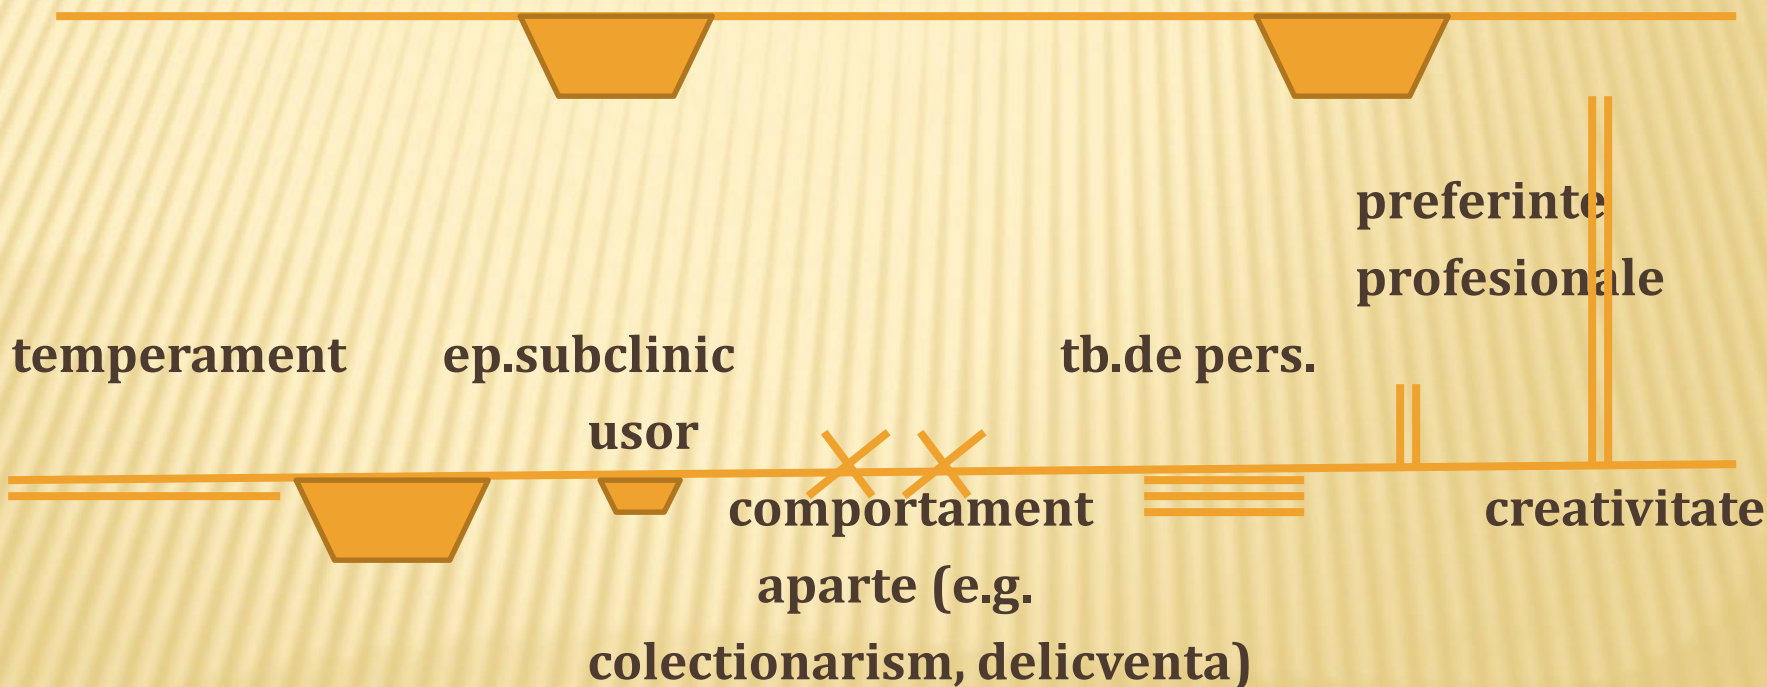 preferinte
profesionale
temperament ep.subclinic tb.de pers.
usor
comportament creativitate
aparte (e.g.
colectionarism, delicventa)